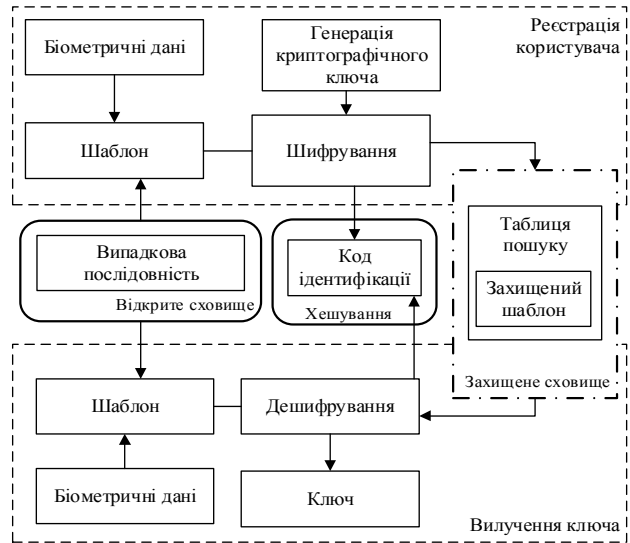 Біометричні дані
Генерація
криптографічного
ключа
Реєстрація
користувача
Шаблон
Шифрування
Випадкова
послідовність
Відкрите сховище
Код
ідентифікації
Хешування
Таблиця
пошуку
Захищений
шаблон
Захищене сховище
Шаблон
Дешифрування
Біометричні дані
Ключ
Вилучення ключа